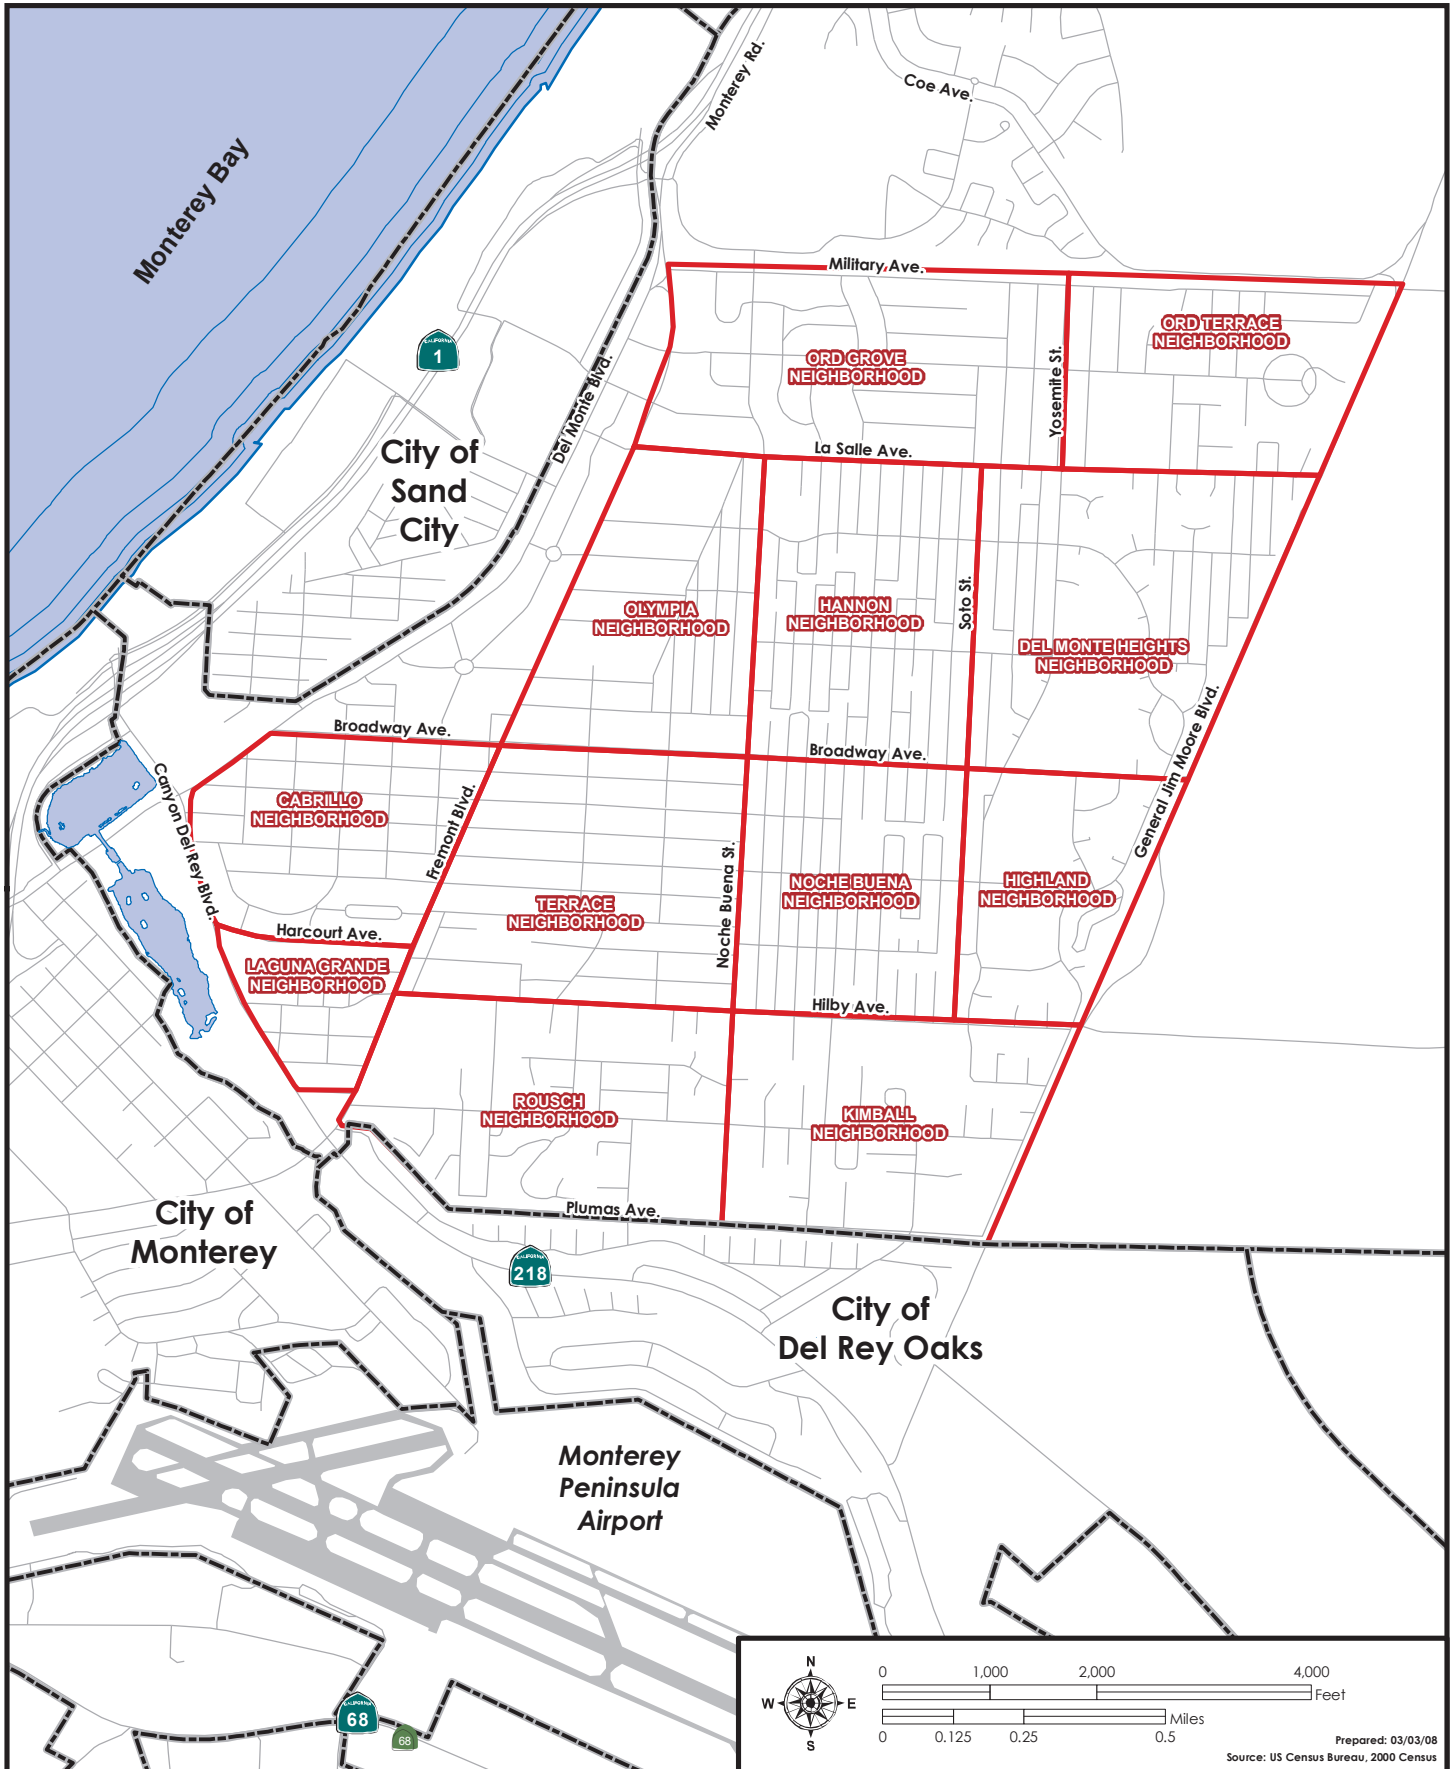 Monterey Rd.
Coe Ave.
Monterey Bay
Military Ave.
ORD TERRACE
NEIGHBORHOOD
CALIFORNIA
1
ORD GROVE
NEIGHBORHOOD
Yosemite St.
Del Monte Blvd.
City of
Sand
City
La Salle Ave.
OLYMPIA
NEIGHBORHOOD
HANNON
NEIGHBORHOOD
Soto St.
DEL MONTE HEIGHTS
NEIGHBORHOOD
Broadway Ave.
Broadway Ave.
General Jim Moore Blvd.
Canyon Del Rey Blvd.
CABRILLO
NEIGHBORHOOD
Fremont Blvd.
Noche Buena St.
TERRACE
NEIGHBORHOOD
NOCHE BUENA
NEIGHBORHOOD
HIGHLAND
NEIGHBORHOOD
Harcourt Ave.
LAGUNA GRANDE
NEIGHBORHOOD
Hilby Ave.
ROUSCH
NEIGHBORHOOD
KIMBALL
NEIGHBORHOOD
Plumas Ave.
City of
Monterey
CALIFORNIA
218
City of
Del Rey Oaks
Monterey
Peninsula
Airport
CALIFORNIA
68
68
N
W E
S
0 1,000 2,000 4,000
Feet
Miles
0 0.125 0.25 0.5
Prepared: 03/03/08
Source: US Census Bureau, 2000 Census